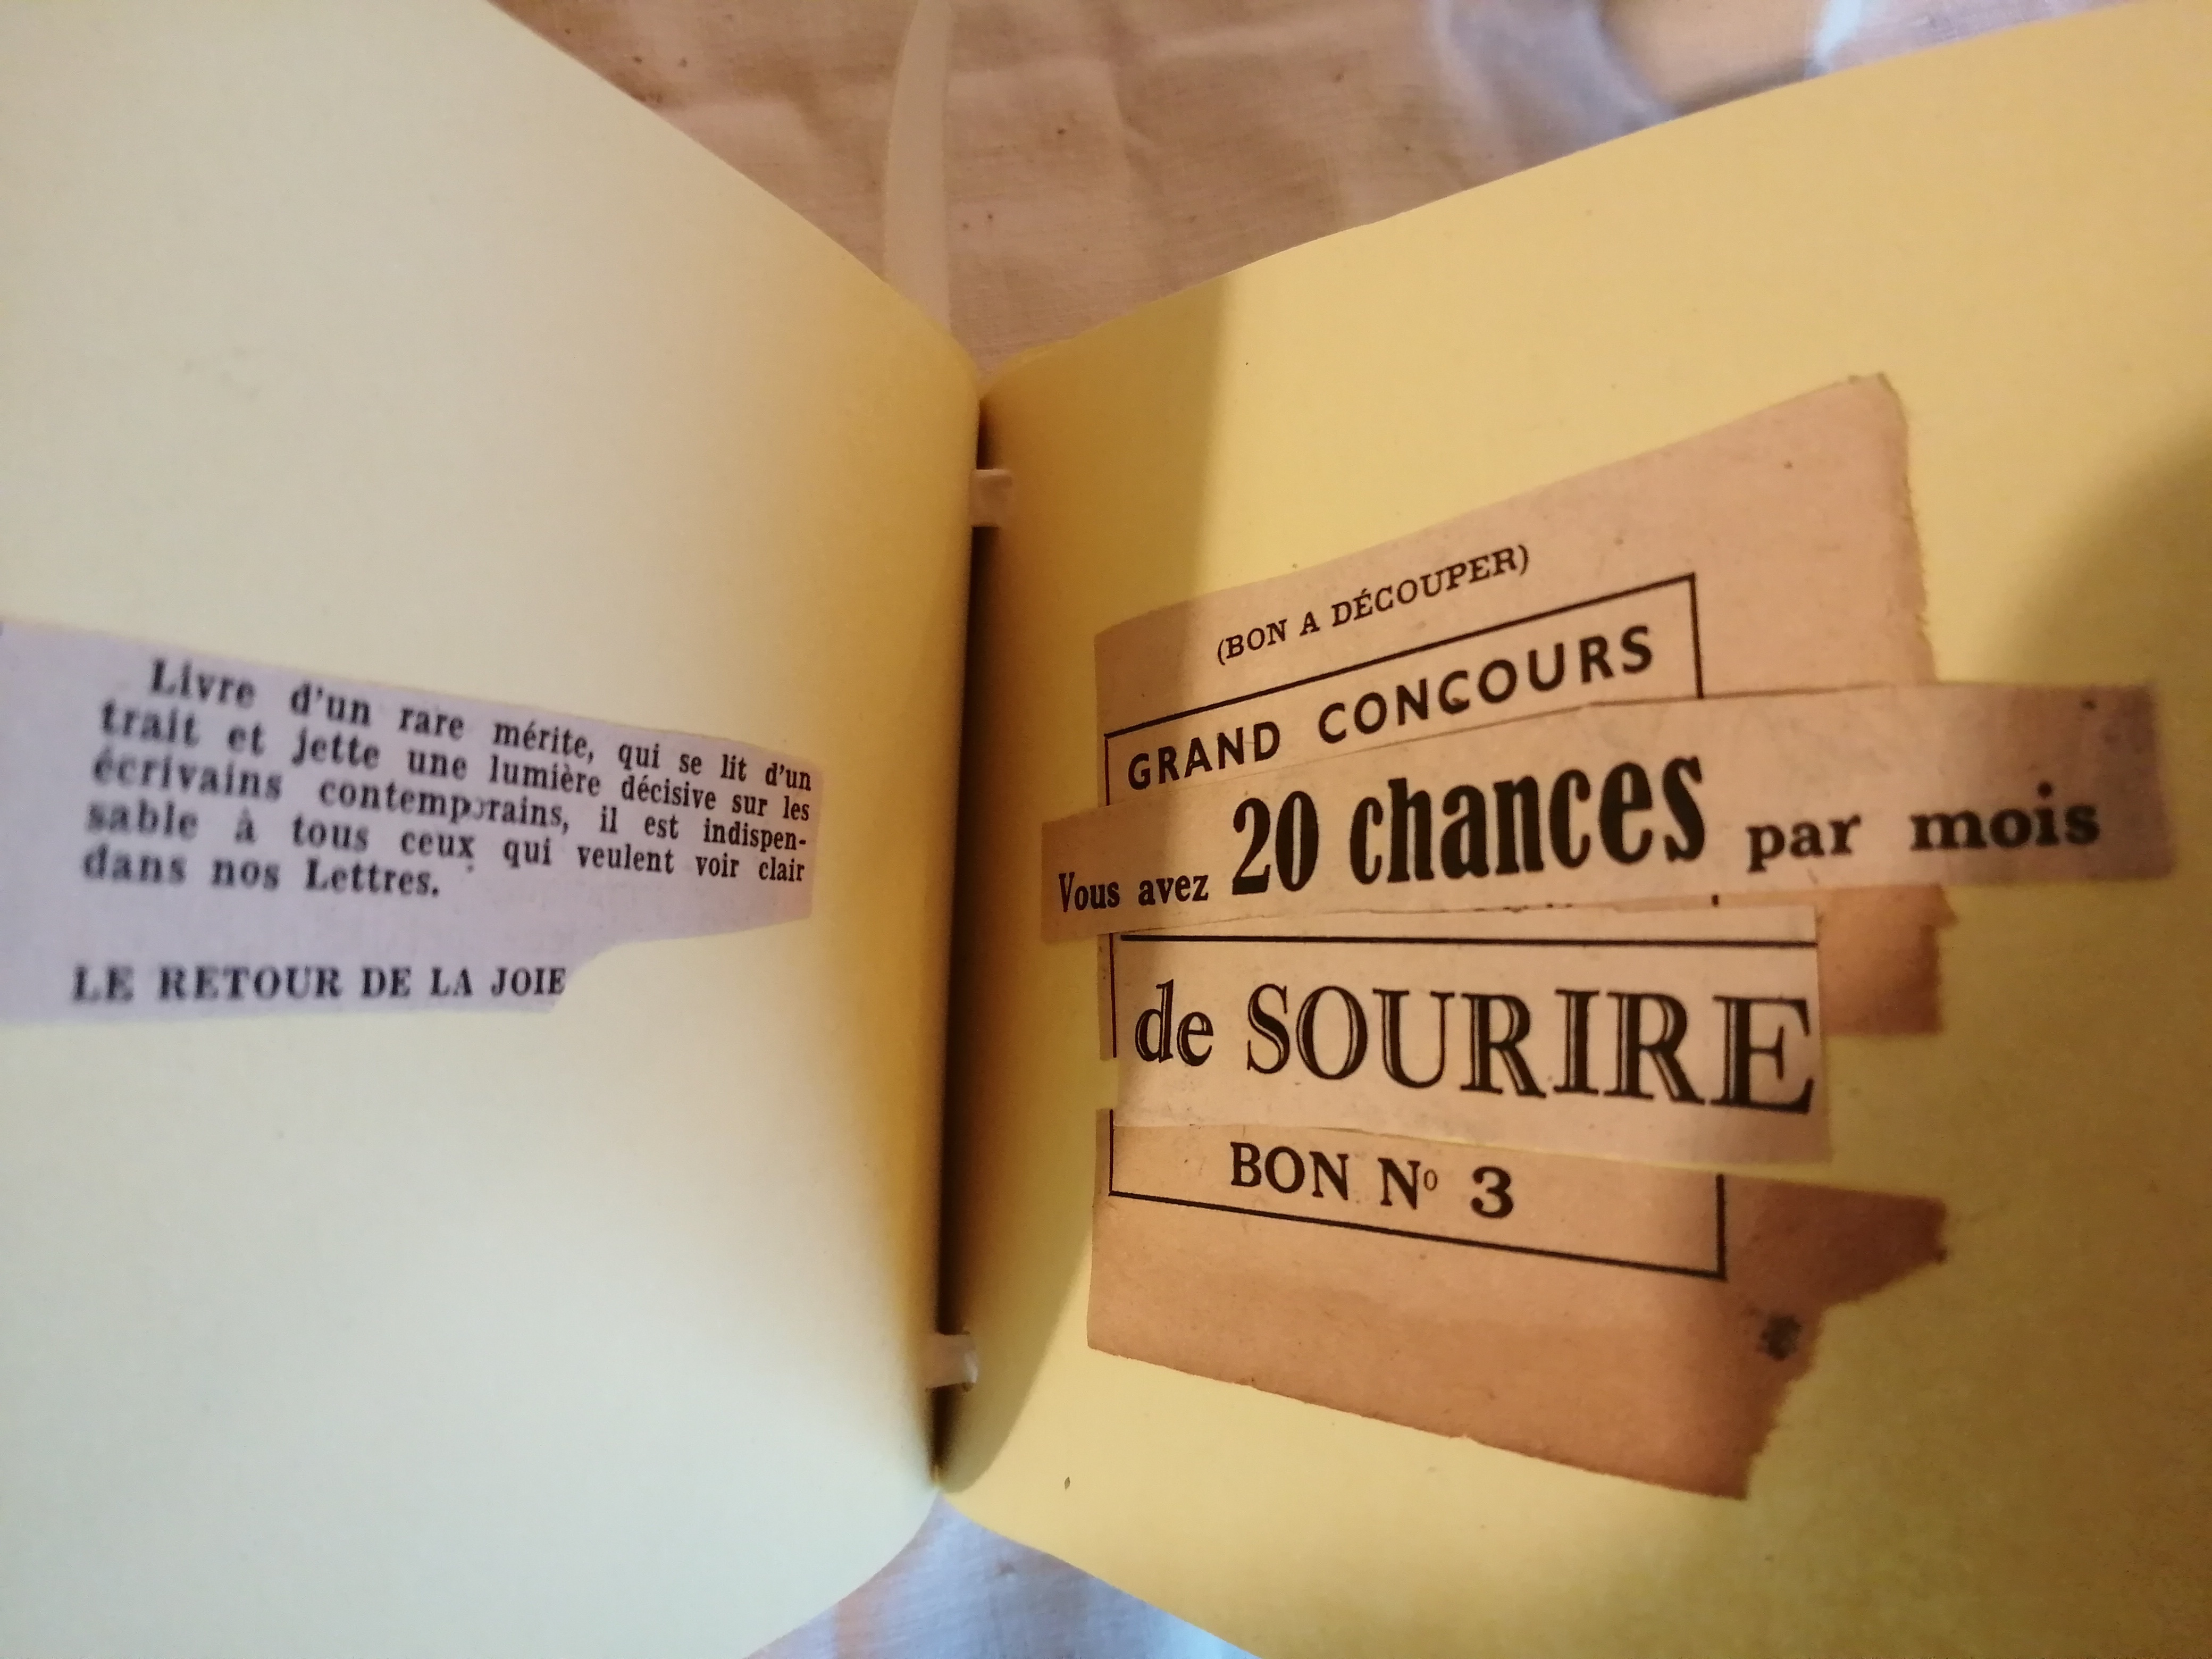 Livre d'un rare mérite, qui se lit d'un
trait et jette une lumière décisive sur les
écrivains contemporains, il est indispen-
sable à tous ceux qui veulent voir clair
dans nos Lettres.
LE RETOUR DE LA JOIE
(BON A DÉCOUPER)
GRAND CONCOURS
Vous avez 20 chances par mois
de SOURIRE
BON Nº 3